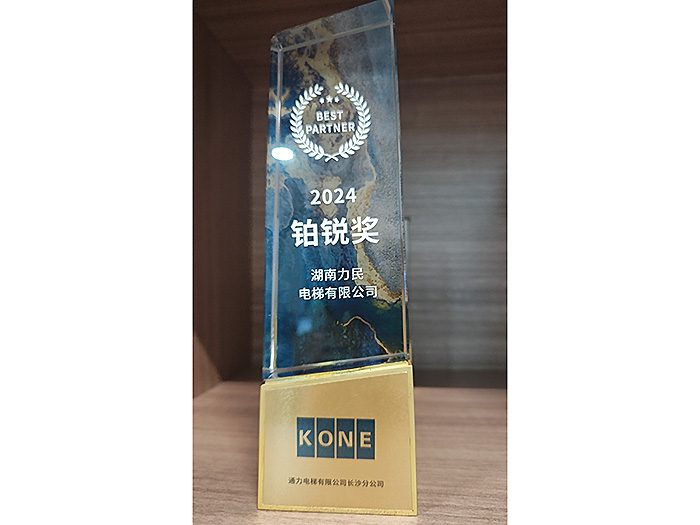 BEST
PARTNER
2024
铂锐奖
湖南力民
电梯有限公司
KONE
通力电梯有限公司长沙分公司